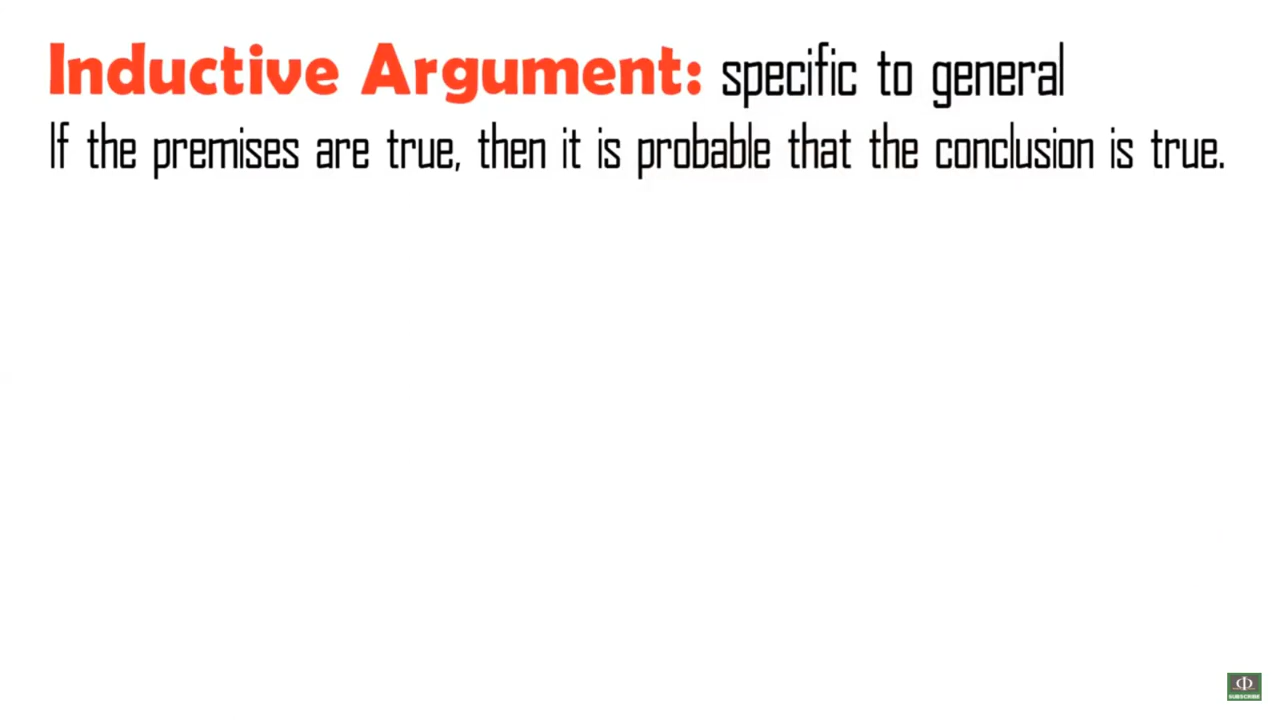 Inductive Argument: specific to general
If the premises are true, then it is probable that the conclusion is true.
SUBSCRIBE